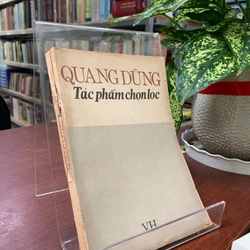 QUANG DŨNG
Tác phẩm chọn lọc
VH